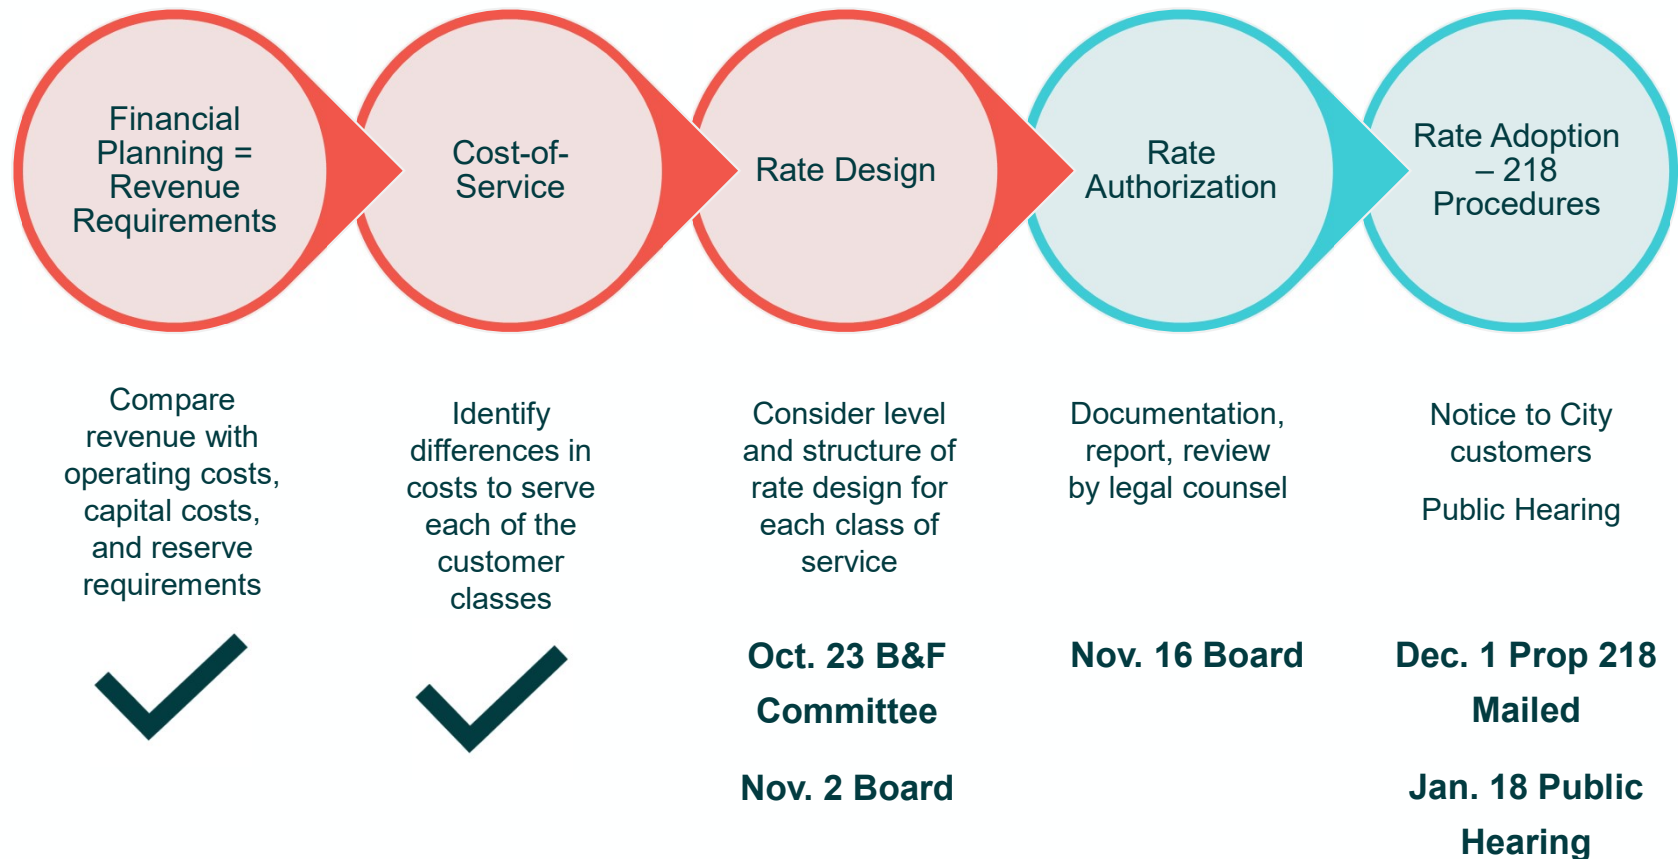 Financial
Planning =
Revenue
Requirements
Cost-of-
Service
Rate Design
Rate
Authorization
Rate Adoption
– 218
Procedures
Compare
revenue with
operating costs,
capital costs,
and reserve
requirements
Identify
differences in
costs to serve
each of the
customer
classes
Consider level
and structure of
rate design for
each class of
service
Documentation,
report, review
by legal counsel
Notice to City
customers
Public Hearing
Oct. 23 B&F
Committee
Nov. 2 Board
Nov. 16 Board
Dec. 1 Prop 218
Mailed
Jan. 18 Public
Hearing